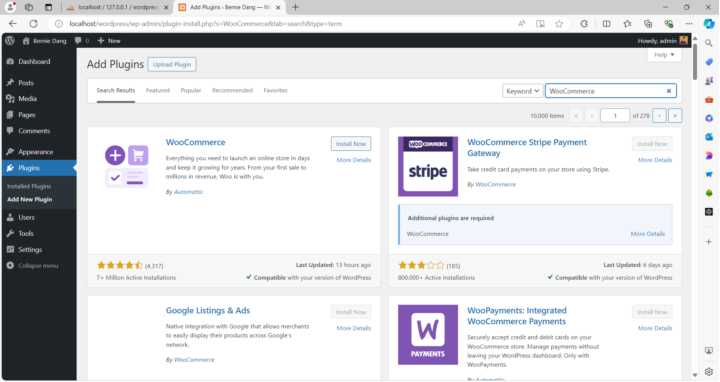 localhost / 127.0.0.1 / wordpress
Add Plugins ‹ Bernie Dang — W
localhost/wordpress/wp-admin/plugin-install.php?s=WooCommerce&tab=search&type=term
Bernie Dang
0
New
Howdy, admin
Dashboard
Posts
Media
Pages
Comments
Appearance
Plugins
Installed Plugins
Add New Plugin
Users
Tools
Settings
Collapse menu
Help
Add Plugins
Upload Plugin
Search Results
Featured
Popular
Recommended
Favorites
Keyword
WooCommerce
10,000 items
«
‹
1
of 278
›
»
WooCommerce
Everything you need to launch an online store in days
and keep it growing for years. From your first sale to
millions in revenue, Woo is with you.
By Automattic
Install Now
More Details
(4,317)
7+ Million Active Installations
Last Updated: 13 hours ago
Compatible with your version of WordPress
WOO COMMERCE
stripe
WooCommerce Stripe Payment
Gateway
Take credit card payments on your store using Stripe.
By WooCommerce
Install Now
More Details
Additional plugins are required
WooCommerce
More Details
(185)
800,000+ Active Installations
Last Updated: 6 days ago
Compatible with your version of WordPress
Google Listings & Ads
Native integration with Google that allows merchants
to easily display their products across Google's
network.
By WooCommerce
Install Now
More Details
W
PAYMENTS
WooPayments: Integrated
WooCommerce Payments
Securely accept credit and debit cards on your
WooCommerce store. Manage payments without
leaving your WordPress dashboard. Only with
WooPayments.
By Automattic
Install Now
More Details